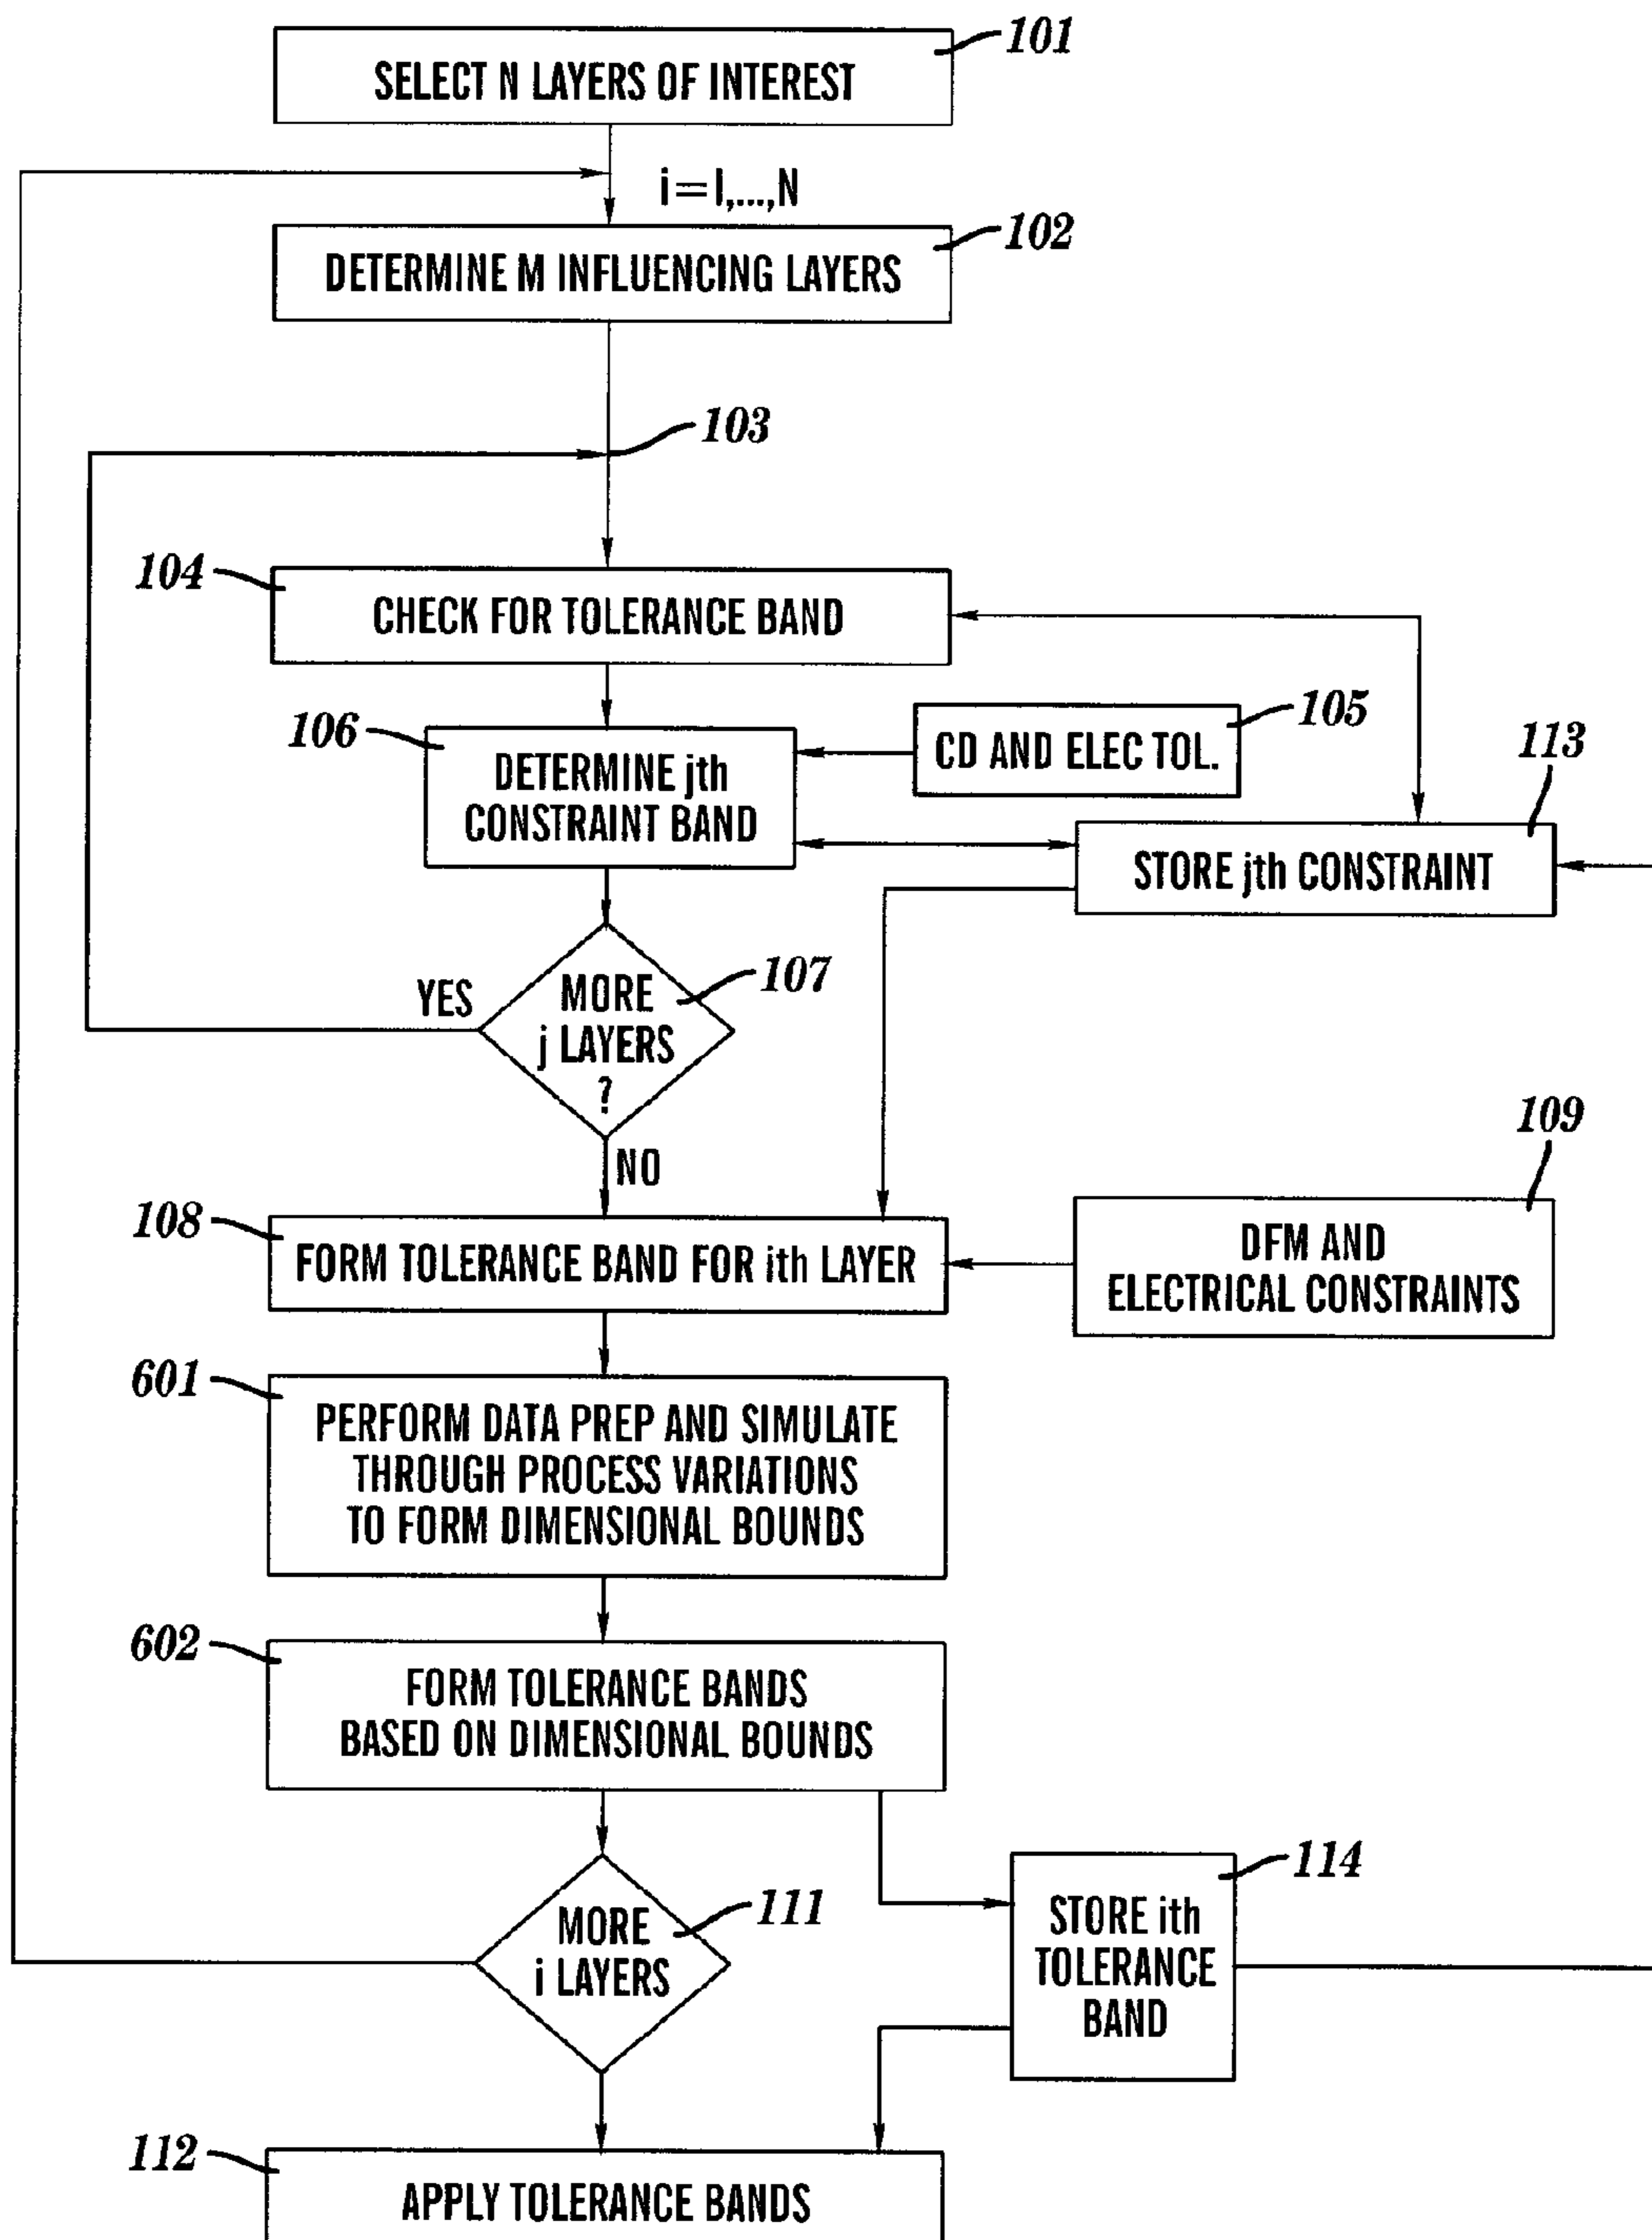 101
SELECT N LAYERS OF INTEREST
i=1,...,N
102
DETERMINE M INFLUENCING LAYERS
103
104
CHECK FOR TOLERANCE BAND
105
CD AND ELEC TOL.
106
DETERMINE jth
CONSTRAINT BAND
113
STORE jth CONSTRAINT
107
YES
MORE
j LAYERS
?
NO
109
DFM AND
ELECTRICAL CONSTRAINTS
108
FORM TOLERANCE BAND FOR ith LAYER
601
PERFORM DATA PREP AND SIMULATE
THROUGH PROCESS VARIATIONS
TO FORM DIMENSIONAL BOUNDS
602
FORM TOLERANCE BANDS
BASED ON DIMENSIONAL BOUNDS
111
MORE
i LAYERS
114
STORE ith
TOLERANCE
BAND
112
APPLY TOLERANCE BANDS